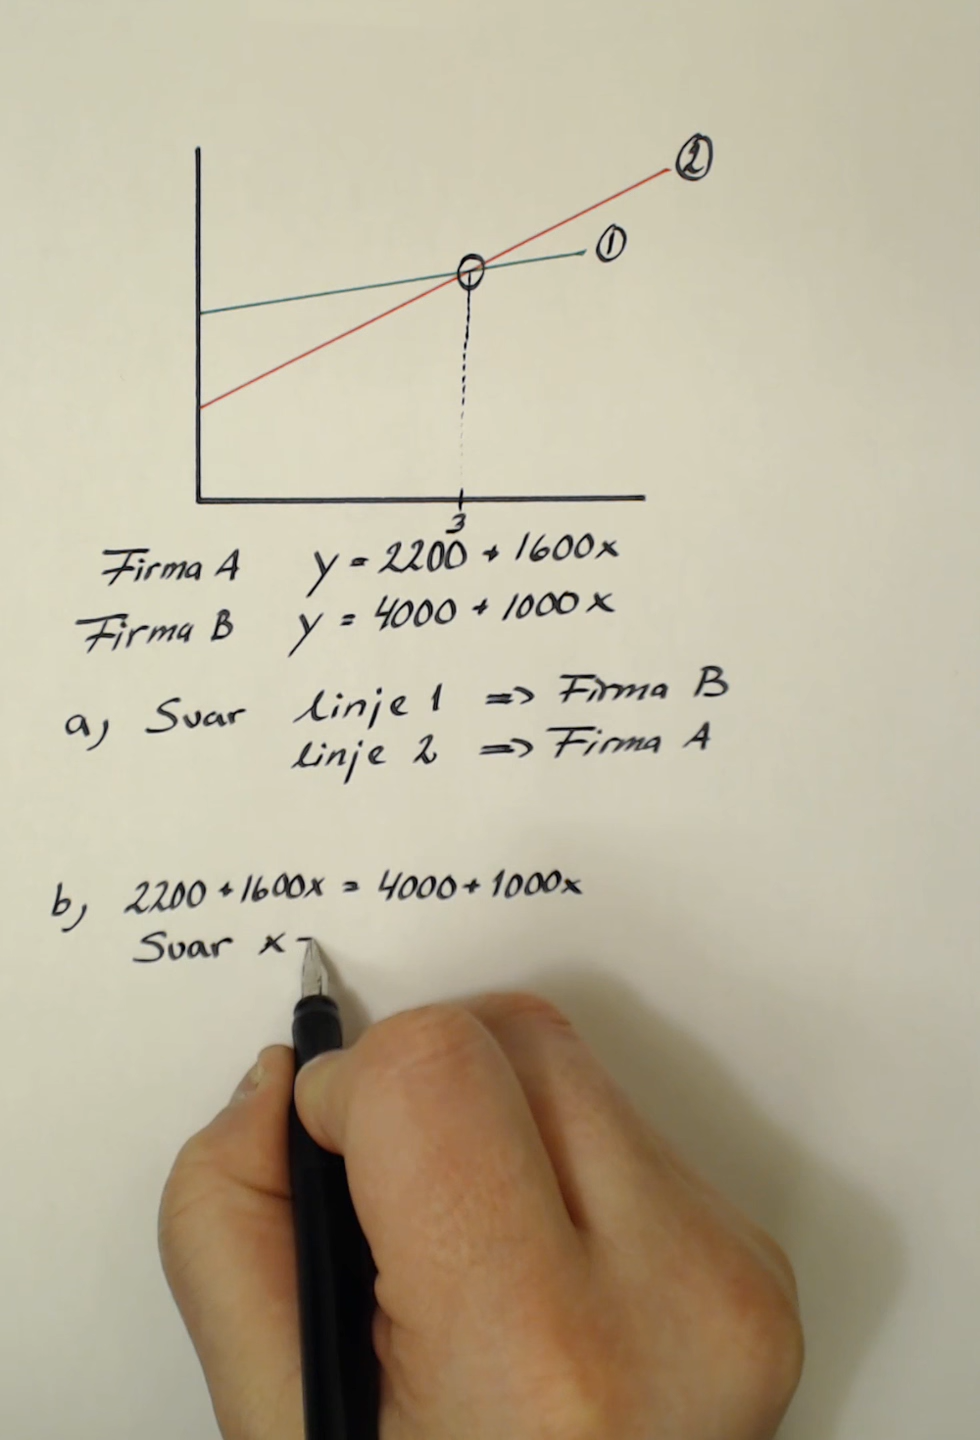 ②
①
3
Firma A y = 2200 + 1600x
Firma B y = 4000 + 1000x
a) Svar linje 1 => Firma B
linje 2 => Firma A
b) 2200 + 1600x = 4000 + 1000x
Svar x -